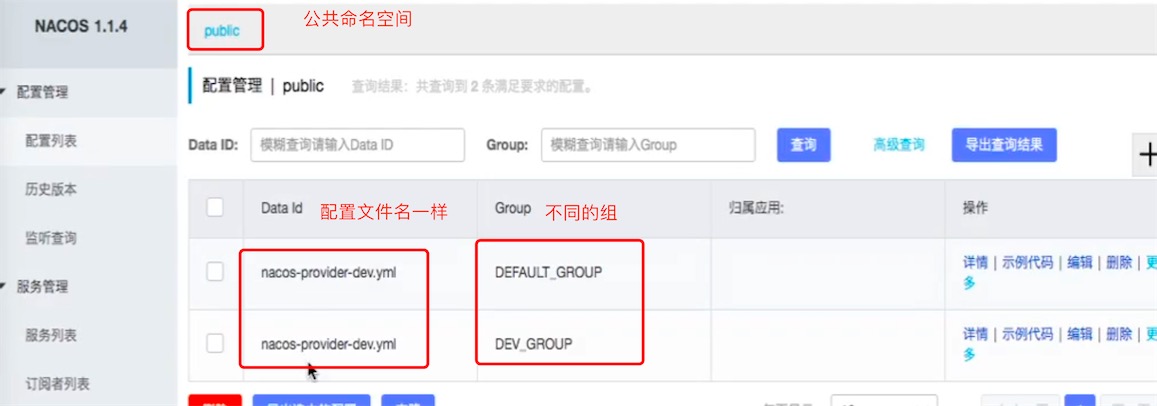 NACOS 1.1.4
public
公共命名空间
配置管理
配置列表
历史版本
监听查询
服务管理
服务列表
订阅者列表
配置管理 | public 查询结果：共查询到 2 条满足要求的配置。
Data ID: 模糊查询请输入Data ID Group: 模糊查询请输入Group 查询 高级查询 导出查询结果
Data Id 配置文件名一样 Group 不同的组 归属应用: 操作
nacos-provider-dev.yml DEFAULT_GROUP 详情 | 示例代码 | 编辑 | 删除 | 更
多
nacos-provider-dev.yml DEV_GROUP 详情 | 示例代码 | 编辑 | 删除 | 更
多